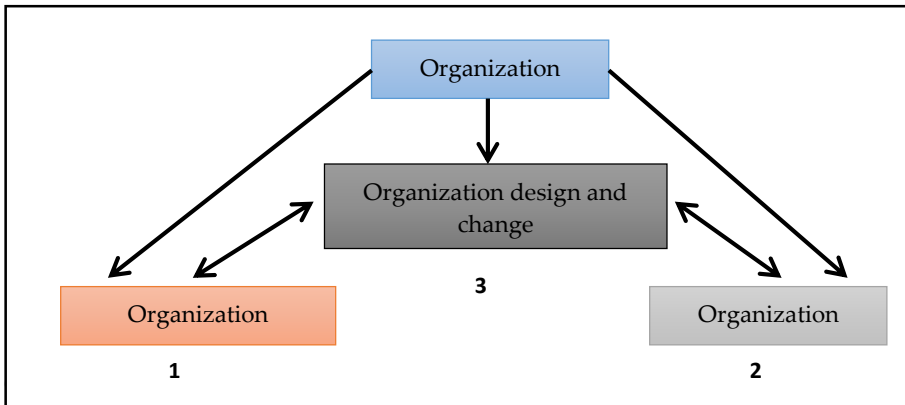 Organization
Organization design and
change
3
Organization
Organization
1
2